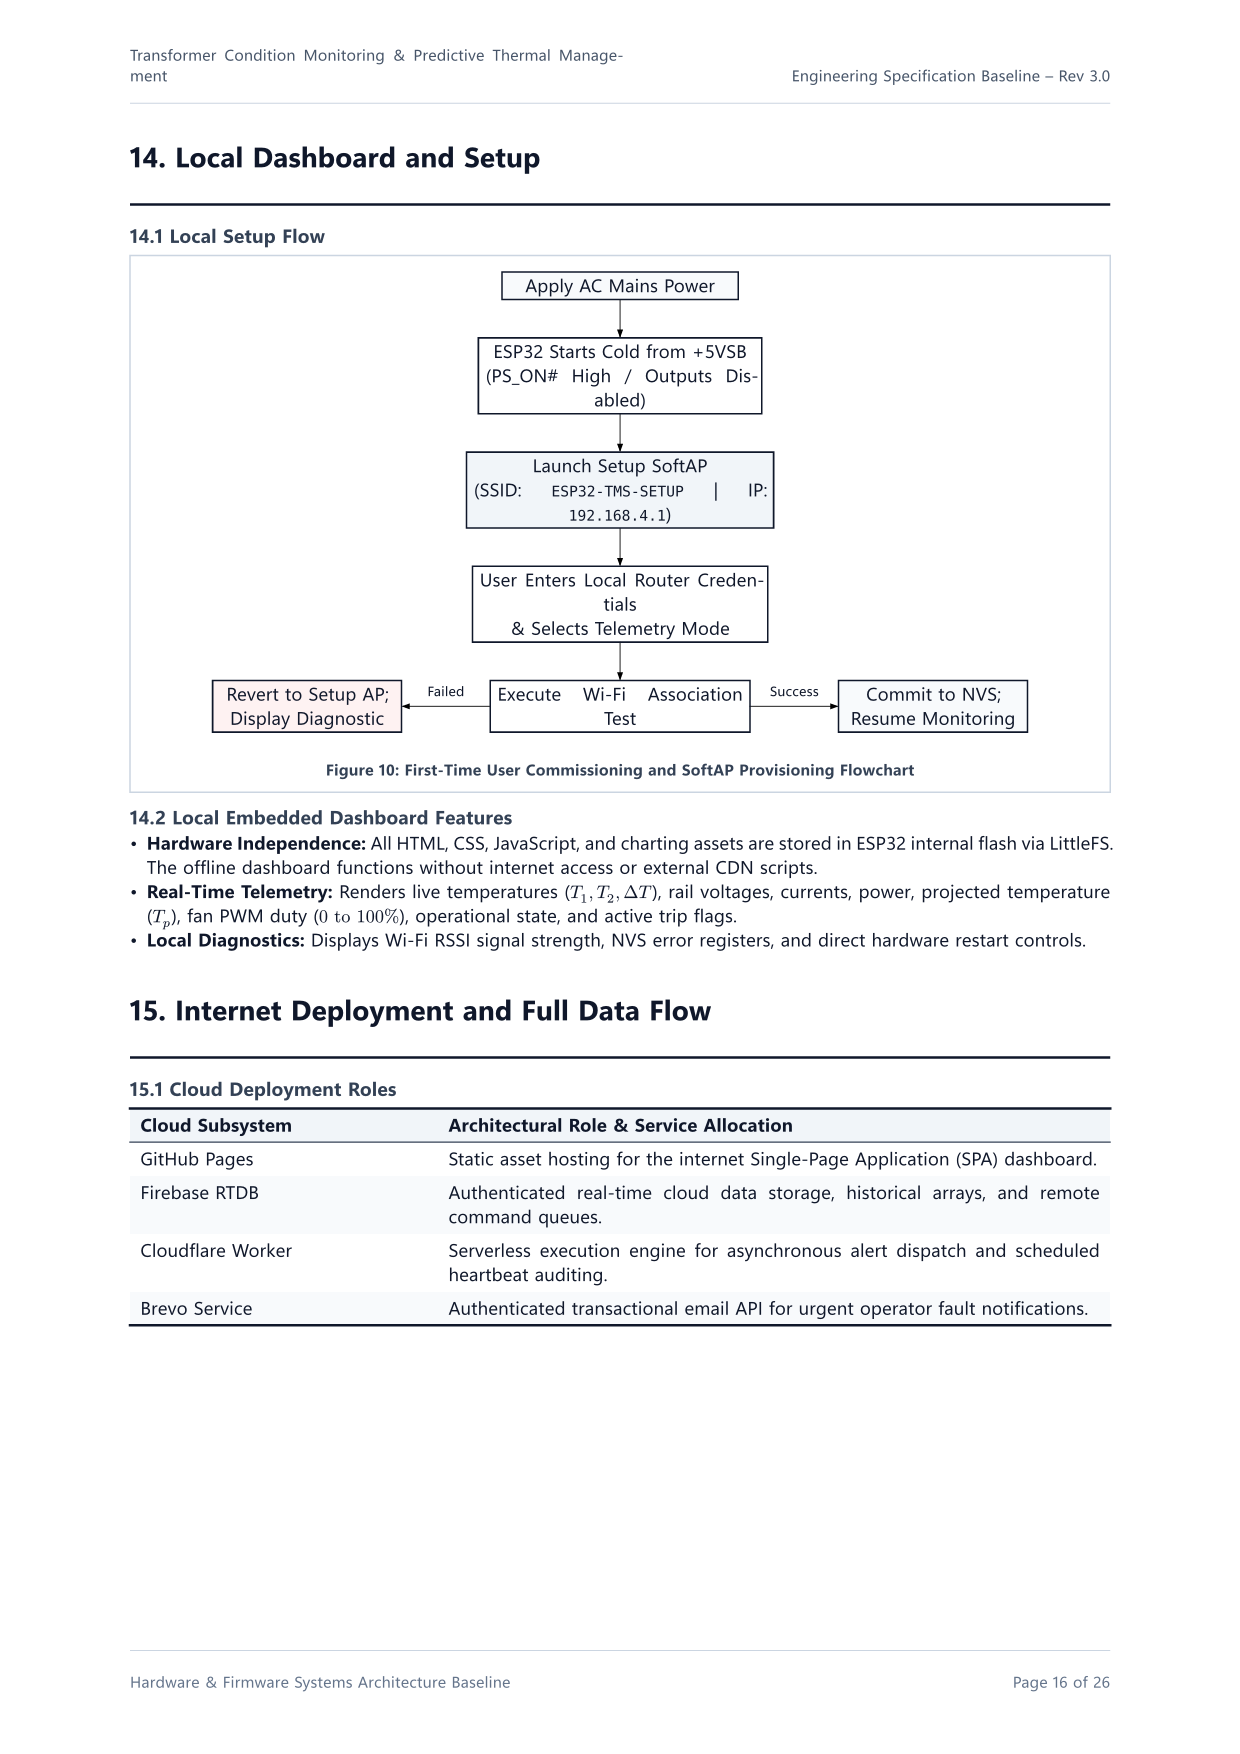 Transformer Condition Monitoring & Predictive Thermal Manage-
ment
Engineering Specification Baseline – Rev 3.0
14. Local Dashboard and Setup
14.1 Local Setup Flow
Apply AC Mains Power
ESP32 Starts Cold from +5VSB
(PS_ON# High / Outputs Dis-
abled)
Launch Setup SoftAP
(SSID: ESP32-TMS-SETUP | IP:
192.168.4.1)
User Enters Local Router Creden-
tials
& Selects Telemetry Mode
Revert to Setup AP;
Display Diagnostic
Failed
Execute Wi-Fi Association
Test
Success
Commit to NVS;
Resume Monitoring
Figure 10: First-Time User Commissioning and SoftAP Provisioning Flowchart
14.2 Local Embedded Dashboard Features
• Hardware Independence: All HTML, CSS, JavaScript, and charting assets are stored in ESP32 internal flash via LittleFS.
The offline dashboard functions without internet access or external CDN scripts.
• Real-Time Telemetry: Renders live temperatures (T₁, T₂, ΔT), rail voltages, currents, power, projected temperature
(Tₚ), fan PWM duty (0 to 100%), operational state, and active trip flags.
• Local Diagnostics: Displays Wi-Fi RSSI signal strength, NVS error registers, and direct hardware restart controls.
15. Internet Deployment and Full Data Flow
15.1 Cloud Deployment Roles
Cloud Subsystem Architectural Role & Service Allocation
GitHub Pages Static asset hosting for the internet Single-Page Application (SPA) dashboard.
Firebase RTDB Authenticated real-time cloud data storage, historical arrays, and remote
command queues.
Cloudflare Worker Serverless execution engine for asynchronous alert dispatch and scheduled
heartbeat auditing.
Brevo Service Authenticated transactional email API for urgent operator fault notifications.
Hardware & Firmware Systems Architecture Baseline
Page 16 of 26